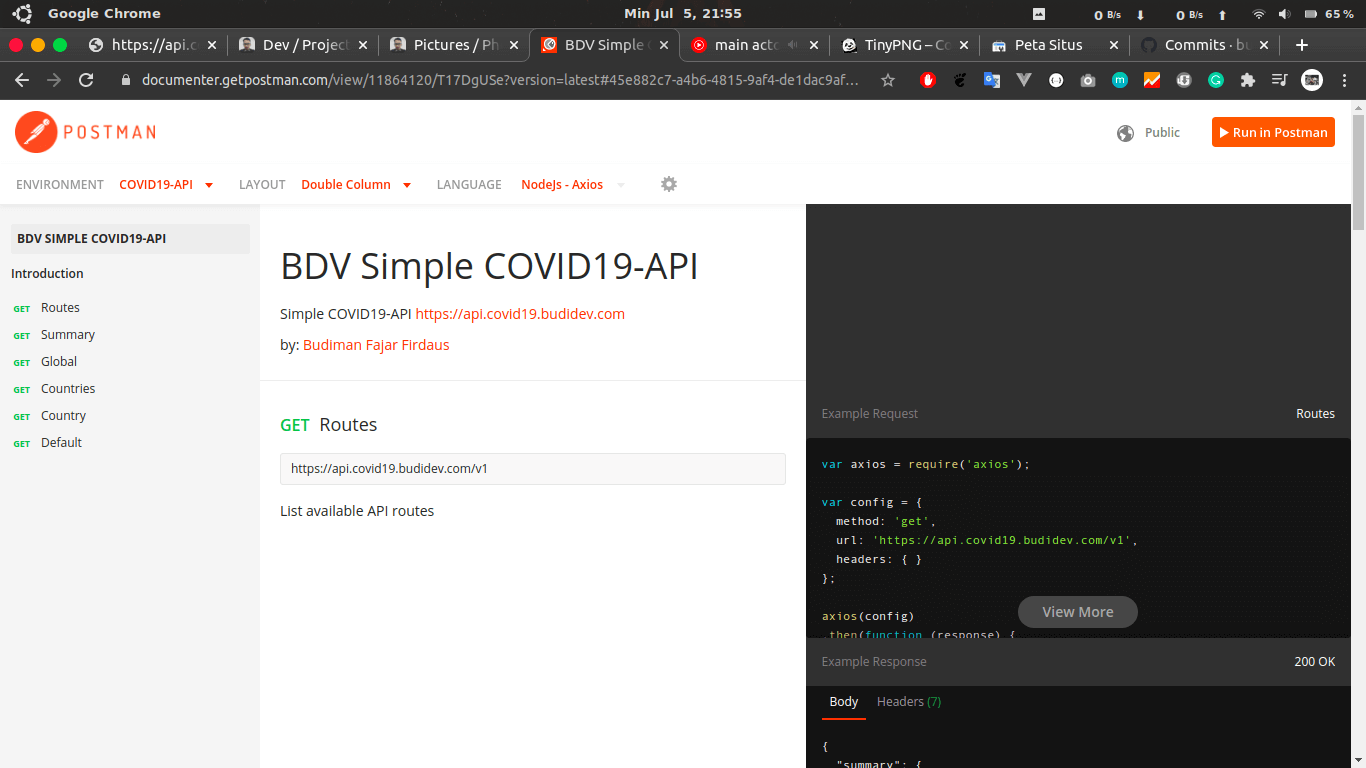 Google Chrome
Min Jul 5, 21:55
0 B/s
0 B/s
65 %
https://api.c
Dev / Project
Pictures / Ph
BDV Simple C
main acto
TinyPNG – Co
Peta Situs
Commits · bu
documenter.getpostman.com/view/11864120/T17DgUSe?version=latest#45e882c7-a4b6-4815-9af4-de1dac9af...
POSTMAN
Public
Run in Postman
ENVIRONMENT COVID19-API LAYOUT Double Column LANGUAGE NodeJs - Axios
BDV SIMPLE COVID19-API
Introduction
GET Routes
GET Summary
GET Global
GET Countries
GET Country
GET Default
BDV Simple COVID19-API
Simple COVID19-API https://api.covid19.budidev.com
by: Budiman Fajar Firdaus
GET Routes
https://api.covid19.budidev.com/v1
List available API routes
Example Request
Routes
var axios = require('axios');
var config = {
method: 'get',
url: 'https://api.covid19.budidev.com/v1',
headers: { }
};
axios(config)
.then(function (response) {
View More
Example Response
200 OK
Body
Headers (7)
{
"summary": {